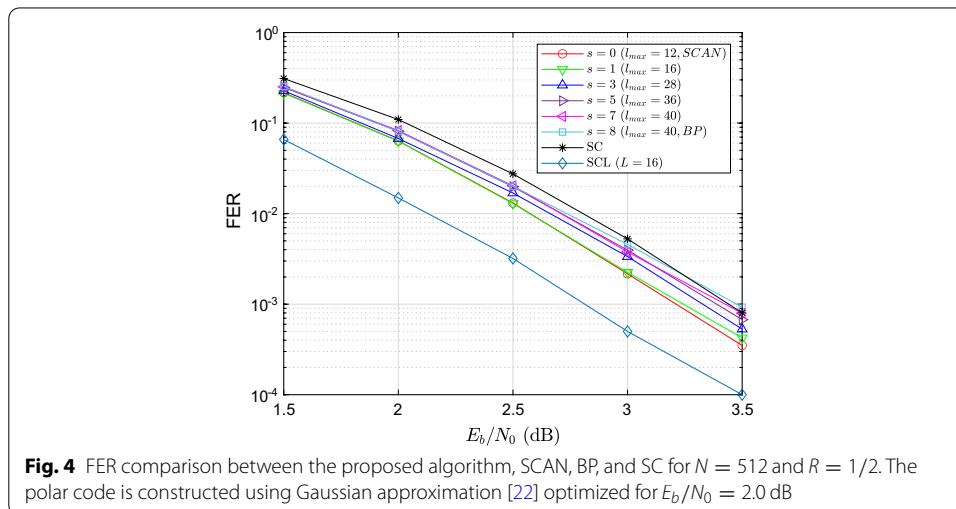 10^0
10^-1
10^-2
10^-3
10^-4
FER
s = 0 (l_max = 12, SCAN)
s = 1 (l_max = 16)
s = 3 (l_max = 28)
s = 5 (l_max = 36)
s = 7 (l_max = 40)
s = 8 (l_max = 40, BP)
SC
SCL (L = 16)
1.5 2 2.5 3 3.5
E_b/N_0 (dB)
Fig. 4 FER comparison between the proposed algorithm, SCAN, BP, and SC for N = 512 and R = 1/2. The
polar code is constructed using Gaussian approximation [22] optimized for E_b/N_0 = 2.0 dB